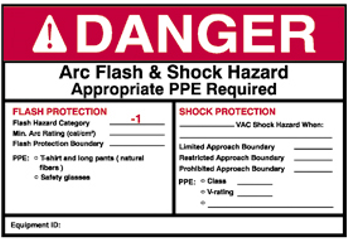 DANGER
Arc Flash & Shock Hazard
Appropriate PPE Required
FLASH PROTECTION
Flash Hazard Category -1
Min. Arc Rating (cal/cm²)
Flash Protection Boundary
PPE: ○ T-shirt and long pants ( natural
fibers )
○ Safety glasses
SHOCK PROTECTION
VAC Shock Hazard When:
Limited Approach Boundary
Restricted Approach Boundary
Prohibited Approach Boundary
PPE: ○ Class
○ V-rating
○
Equipment ID: